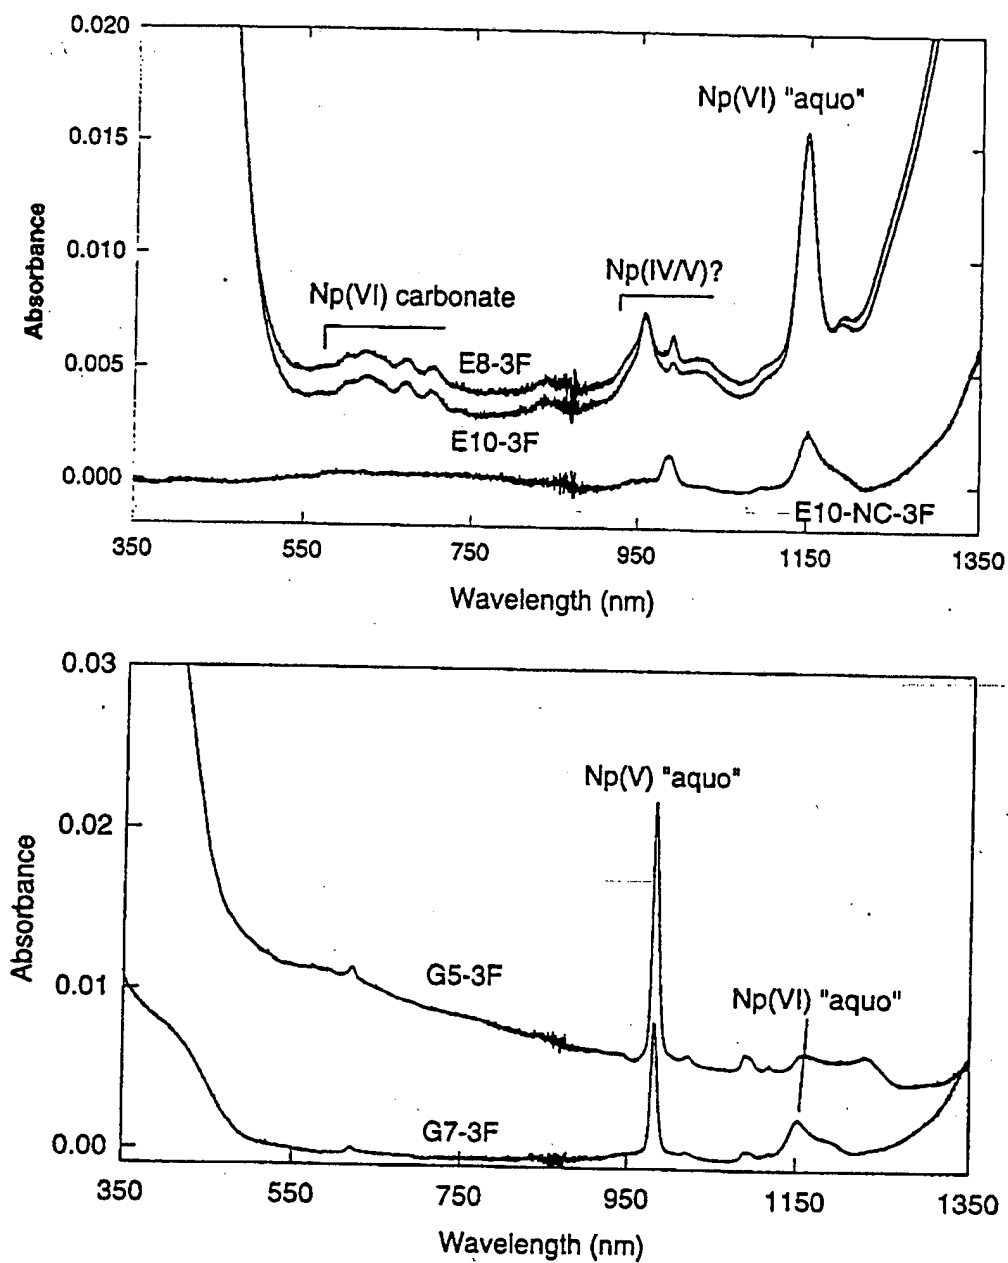 0.020
Np(VI) "aquo"
0.015
0.010
Absorbance
Np(IV/V)?
Np(VI) carbonate
0.005
E8-3F
E10-3F
0.000
E10-NC-3F
350 550 750 950 1150 1350
Wavelength (nm)
0.03
Np(V) "aquo"
0.02
Absorbance
G5-3F
0.01
Np(VI) "aquo"
G7-3F
0.00
350 550 750 950 1150 1350
Wavelength (nm)